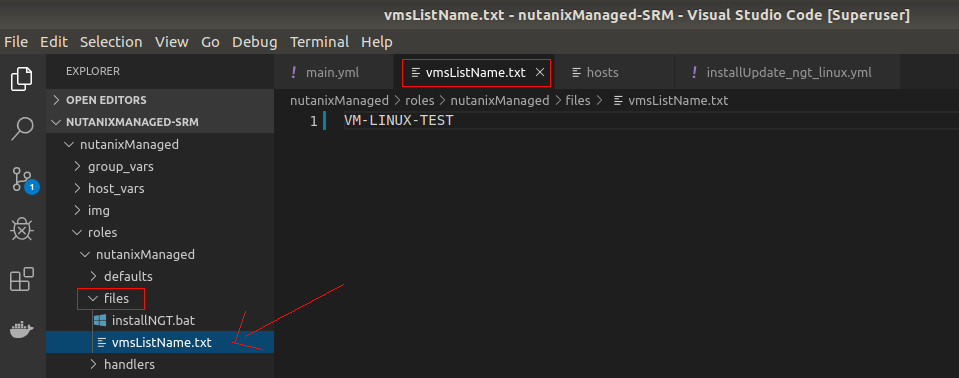 vmsListName.txt - nutanixManaged-SRM - Visual Studio Code [Superuser]
File Edit Selection View Go Debug Terminal Help
EXPLORER
! main.yml vmsListName.txt × hosts ! installUpdate_ngt_linux.yml
OPEN EDITORS
nutanixManaged > roles > nutanixManaged > files > vmsListName.txt
NUTANIXMANAGED-SRM
1 VM-LINUX-TEST
nutanixManaged
group_vars
1
host_vars
img
roles
nutanixManaged
defaults
files
installNGT.bat
vmsListName.txt
handlers